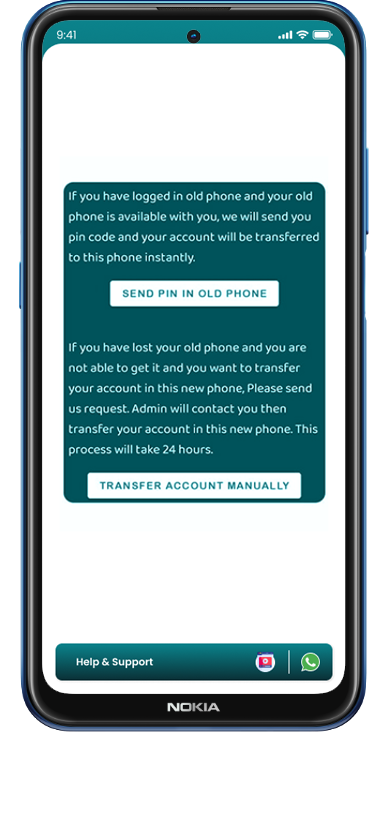 9:41
If you have logged in old phone and your old
phone is available with you, we will send you
pin code and your account will be transferred
to this phone instantly.
SEND PIN IN OLD PHONE
If you have lost your old phone and you are
not able to get it and you want to transfer
your account in this new phone, Please send
us request. Admin will contact you then
transfer your account in this new phone. This
process will take 24 hours.
TRANSFER ACCOUNT MANUALLY
Help & Support
NOKIA